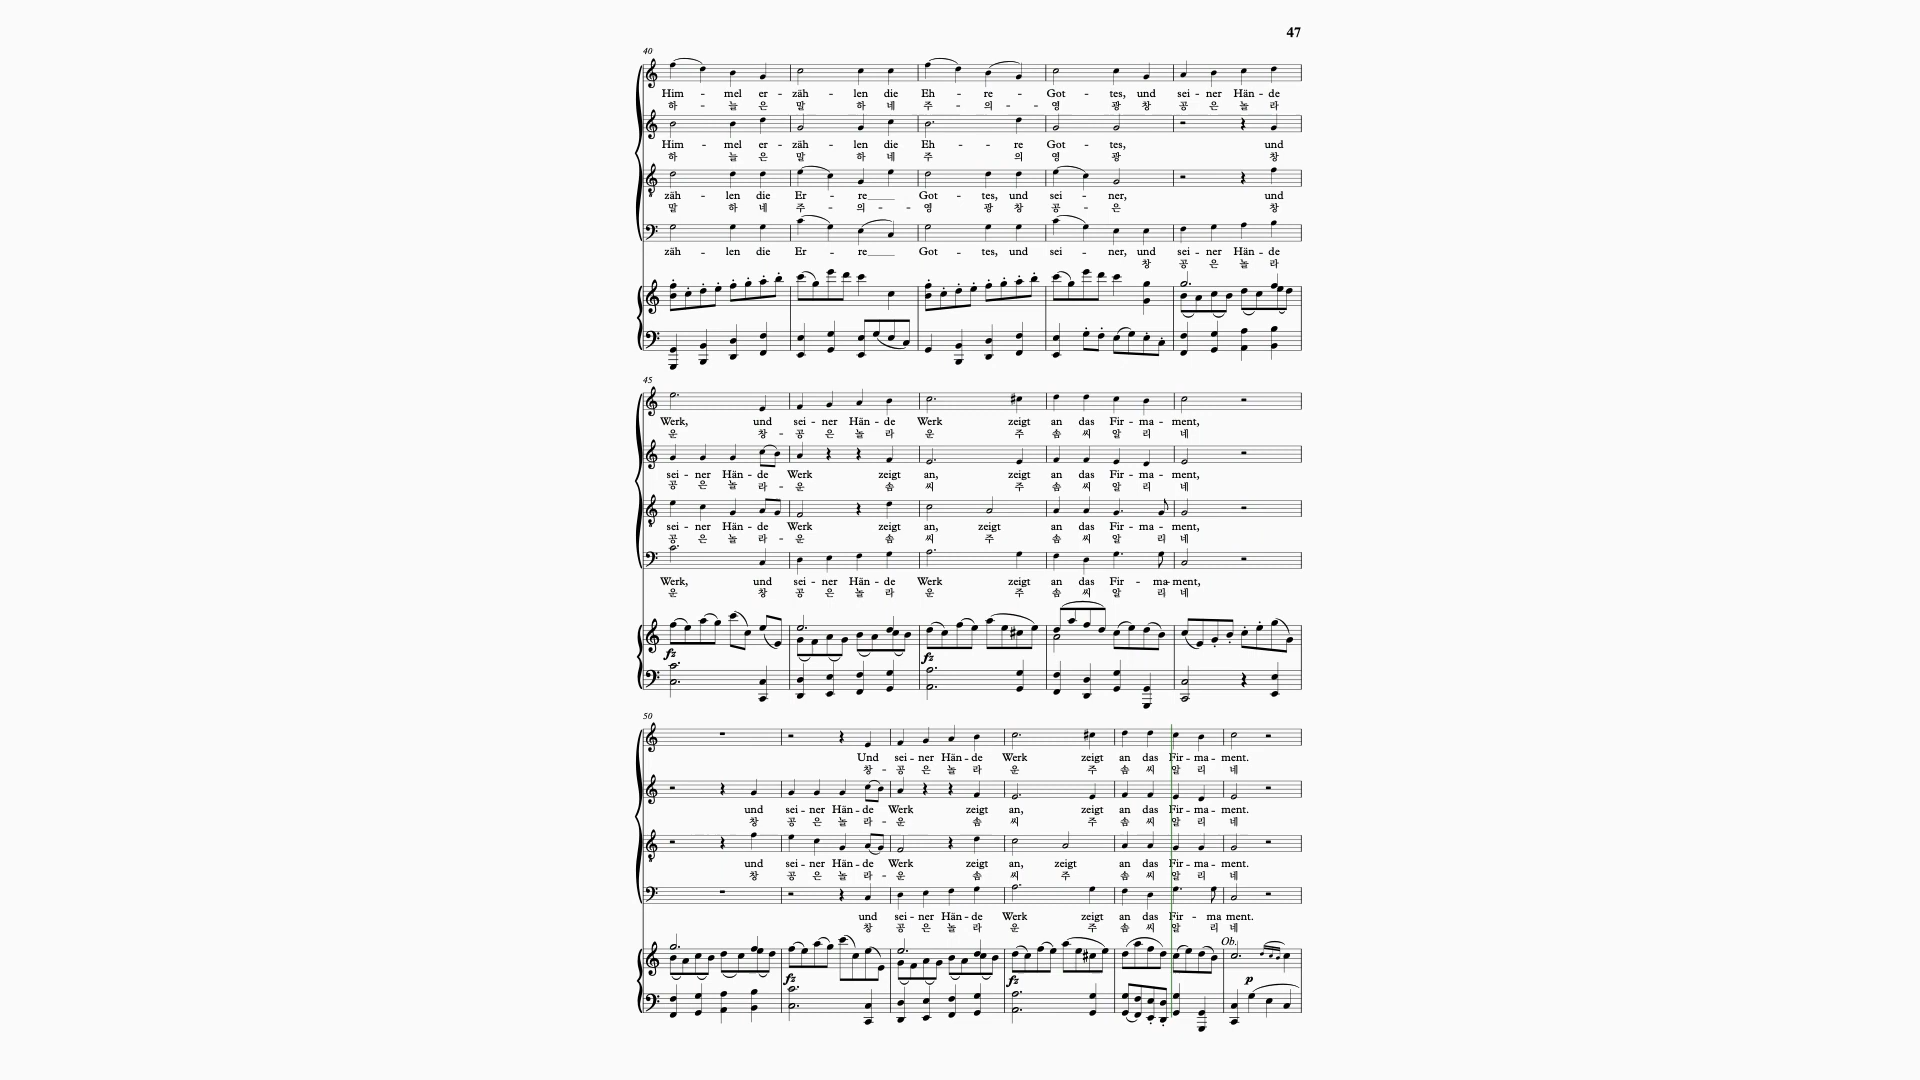 47
40
Him - mel er - zäh - len die Eh - re - Got - tes, und sei - ner Hän - de
하 - 늘 은 말 하 네 주 - 의 - - 영 광 창 공 은 놀 라
Him - mel er - zäh - len die Eh - - re Got - tes, und
하 늘 은 말 하 네 주 의 영 광 창
zäh - len die Er - re____ Got - tes, und sei - ner, und
말 하 네 주 - 의 - - 영 광 창 공 - 은 창
zäh - len die Er - re____ Got - tes, und sei - ner, und sei - ner Hän - de
창 공 은 놀 라
45
Werk, und sei - ner Hän - de Werk zeigt an das Fir - ma - ment,
운 창 - 공 은 놀 라 운 주 솜 씨 알 리 네
sei - ner Hän - de Werk zeigt an, zeigt an das Fir - ma - ment,
공 은 놀 라 - 운 솜 씨 주 솜 씨 알 리 네
sei - ner Hän - de Werk zeigt an, zeigt an das Fir - ma - ment,
공 은 놀 라 - 운 솜 씨 주 솜 씨 알 리 네
Werk, und sei - ner Hän - de Werk zeigt an das Fir - ma - ment,
운 창 공 은 놀 라 운 주 솜 씨 알 리 네
fz fz
50
Und sei - ner Hän - de Werk zeigt an das Fir - ma - ment.
창 - 공 은 놀 라 운 주 솜 씨 알 리 네
und sei - ner Hän - de Werk zeigt an, zeigt an das Fir - ma - ment.
창 공 은 놀 라 - 운 솜 씨 주 솜 씨 알 리 네
und sei - ner Hän - de Werk zeigt an, zeigt an das Fir - ma - ment.
창 공 은 놀 라 - 운 솜 씨 주 솜 씨 알 리 네
und sei - ner Hän - de Werk zeigt an das Fir - ma ment.
창 공 은 놀 라 운 주 솜 씨 알 리 네
Ob.
fz fz p